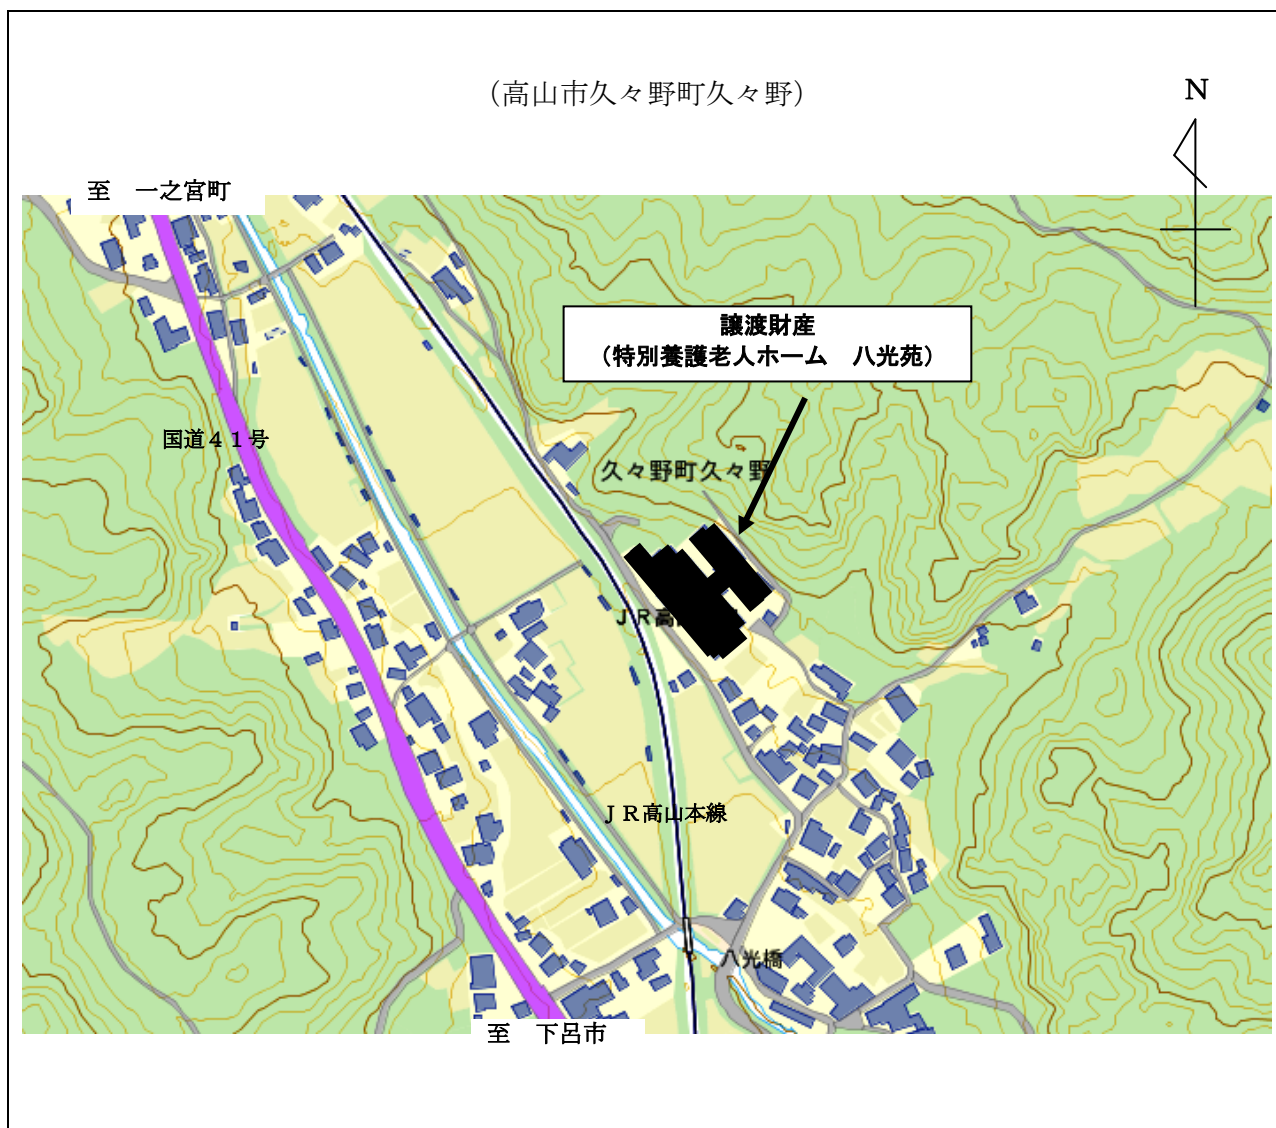 （高山市久々野町久々野）
N
至　一之宮町
譲渡財産
（特別養護老人ホーム　八光苑）
国道４１号
久々野町久々野
ＪＲ高
ＪＲ高山本線
八光橋
至　下呂市